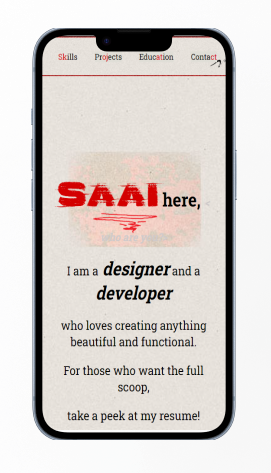 Skills Projects Education Contact
SAAI here,
I am a designer and a
developer
who loves creating anything
beautiful and functional.
For those who want the full
scoop,
take a peek at my resume!